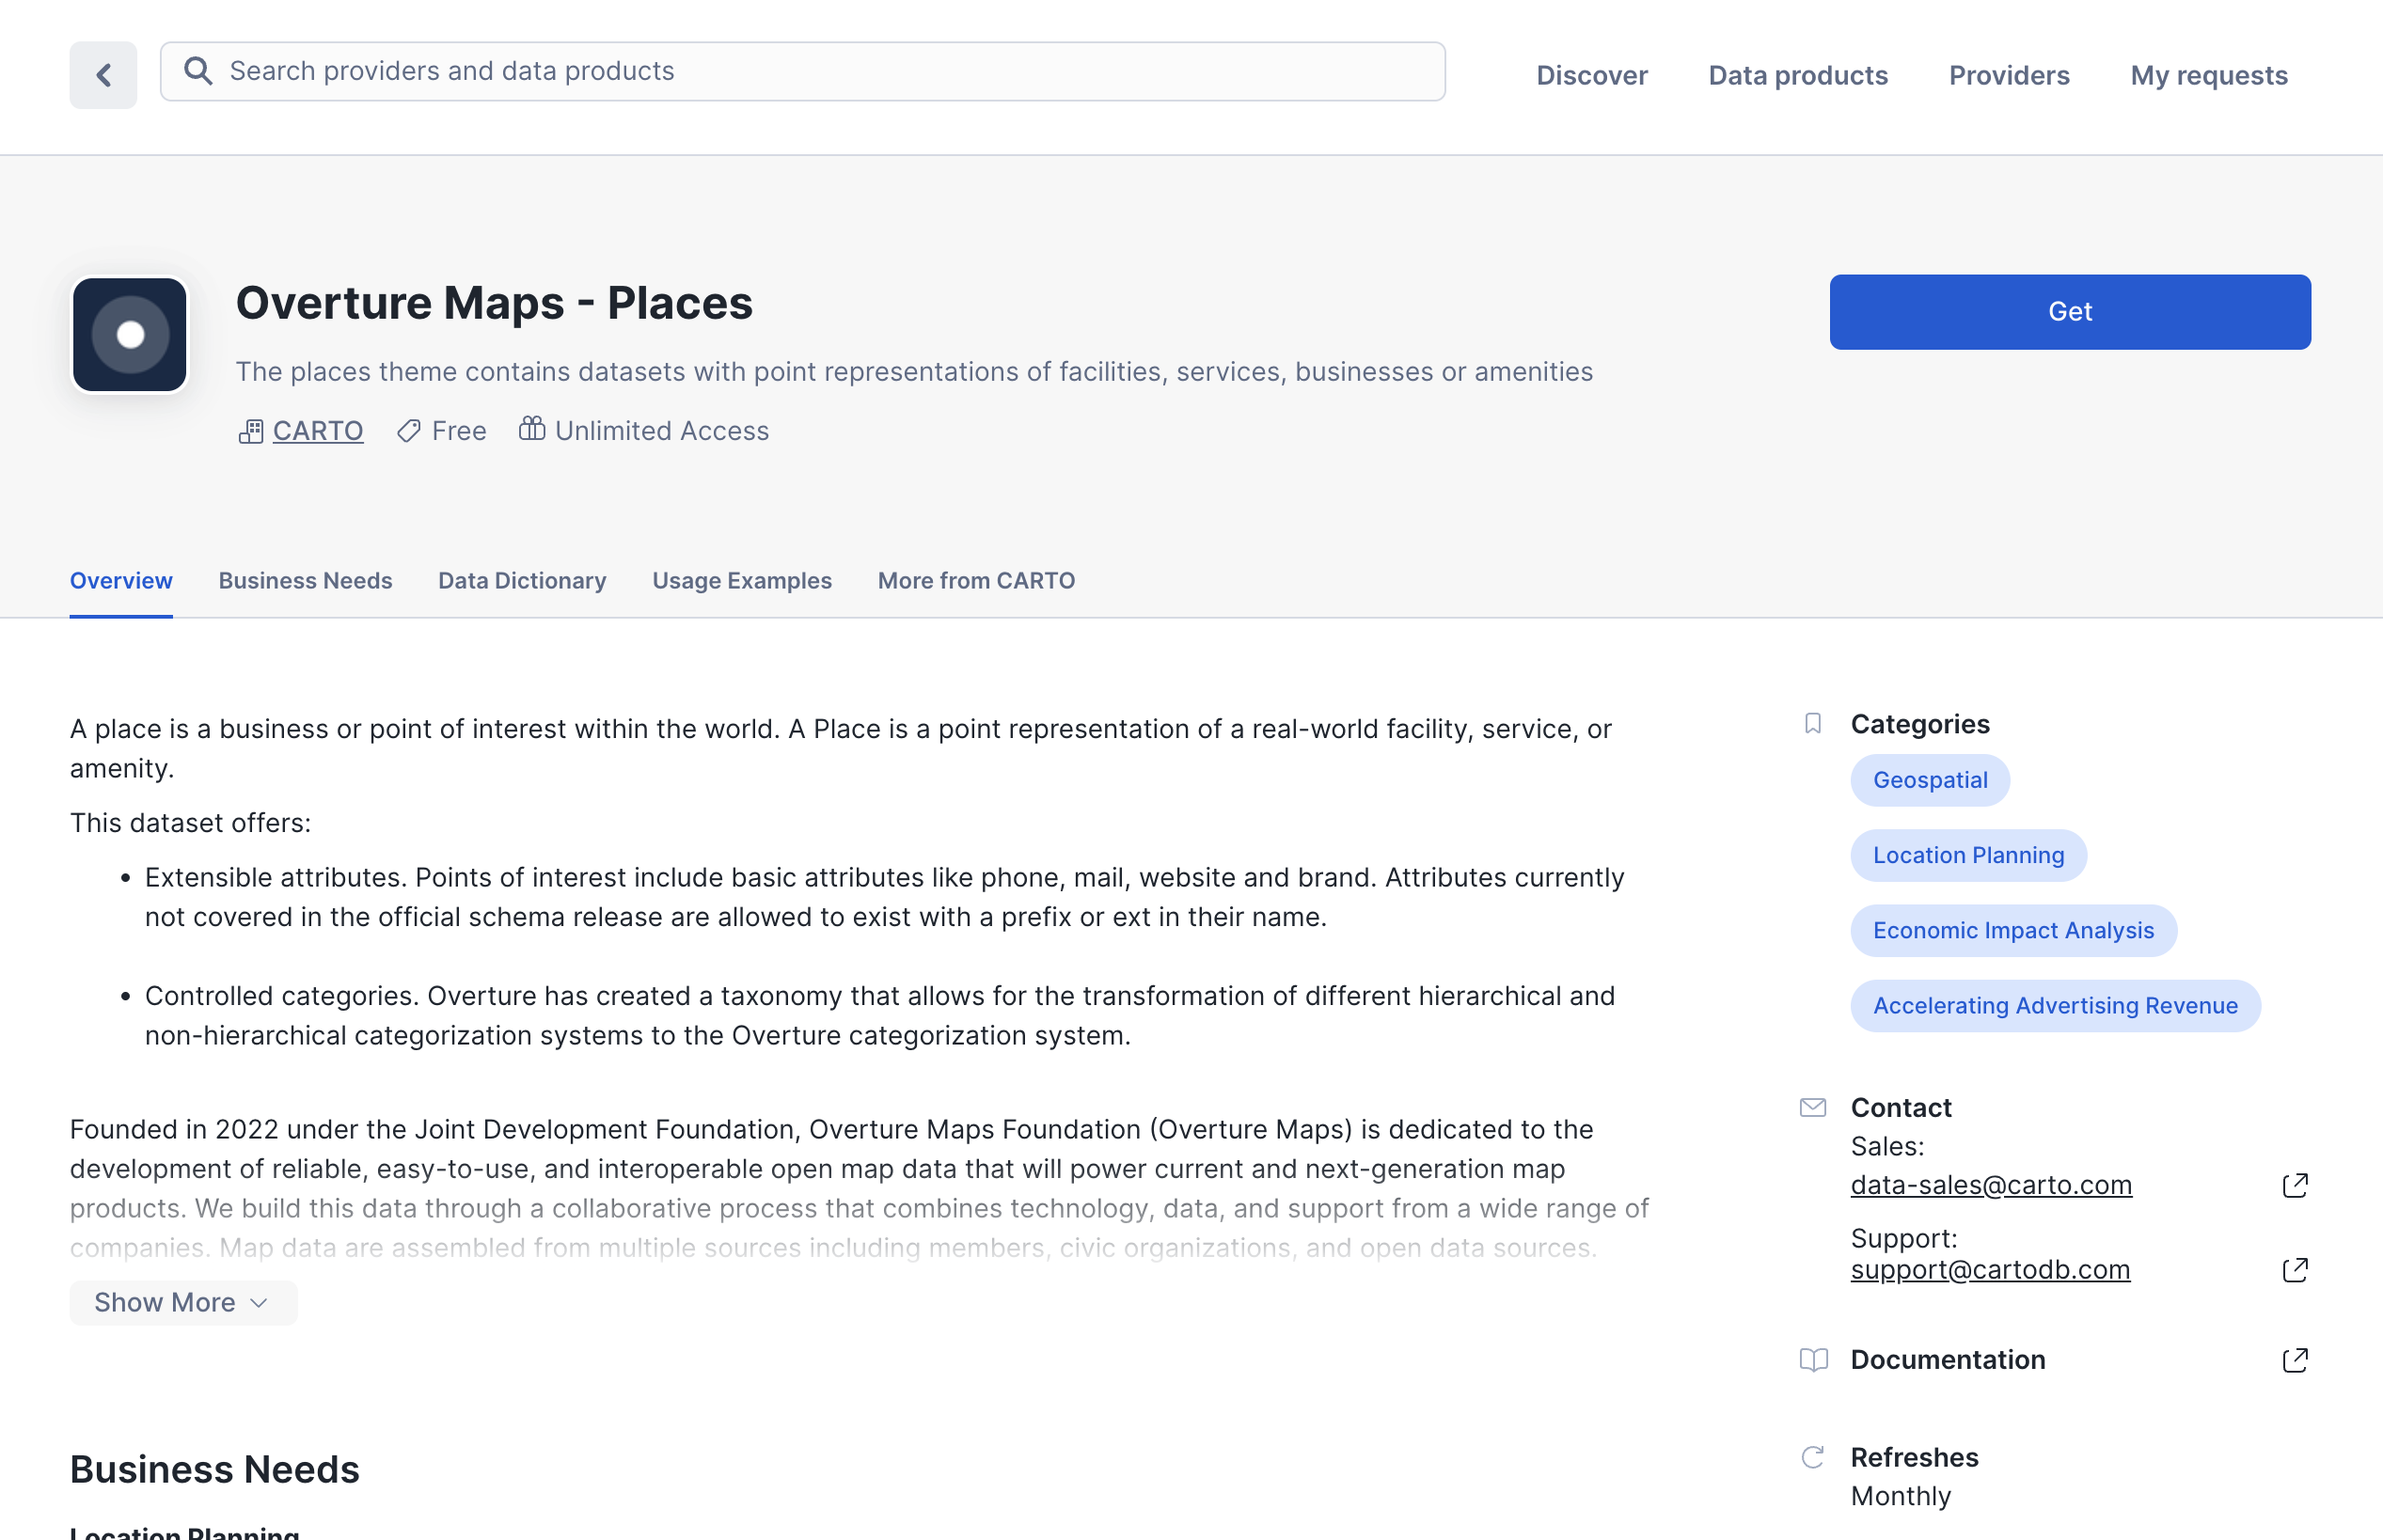 Search providers and data products
Discover
Data products
Providers
My requests
Overture Maps - Places
Get
The places theme contains datasets with point representations of facilities, services, businesses or amenities
CARTO
Free
Unlimited Access
Overview
Business Needs
Data Dictionary
Usage Examples
More from CARTO
A place is a business or point of interest within the world. A Place is a point representation of a real-world facility, service, or
amenity.
This dataset offers:
• Extensible attributes. Points of interest include basic attributes like phone, mail, website and brand. Attributes currently
not covered in the official schema release are allowed to exist with a prefix or ext in their name.
• Controlled categories. Overture has created a taxonomy that allows for the transformation of different hierarchical and
non-hierarchical categorization systems to the Overture categorization system.
Founded in 2022 under the Joint Development Foundation, Overture Maps Foundation (Overture Maps) is dedicated to the
development of reliable, easy-to-use, and interoperable open map data that will power current and next-generation map
products. We build this data through a collaborative process that combines technology, data, and support from a wide range of
companies. Map data are assembled from multiple sources including members, civic organizations, and open data sources.
Show More
Business Needs
Location Planning
Categories
Geospatial
Location Planning
Economic Impact Analysis
Accelerating Advertising Revenue
Contact
Sales:
data-sales@carto.com
Support:
support@cartodb.com
Documentation
Refreshes
Monthly